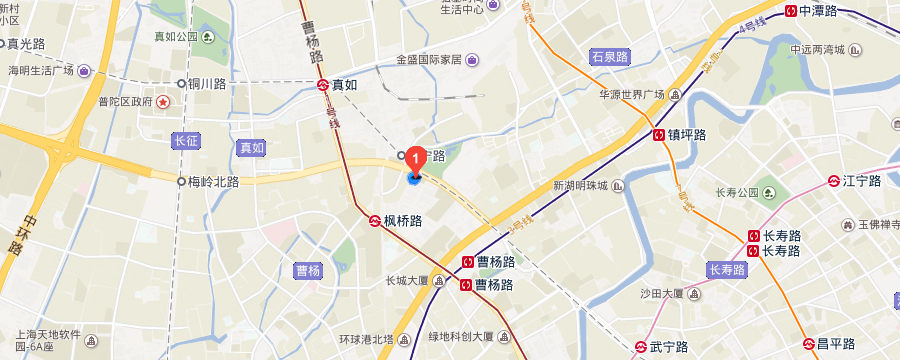 新村
小区
真如公园
曹杨路
生活中心
1号线
石泉路
4号线
中潭路
真光路
海明生活广场
金盛国际家居
中远两湾城
铜川路
真如
普陀区政府
华源世界广场
长征
真如
镇坪路
1
梅岭北路
新湖明珠城
长寿公园
江宁路
枫桥路
玉佛禅寺
中环路
3号线
长寿路
长寿路
曹杨路
曹杨
曹杨路
长寿路
长城大厦
沙田大厦
上海天地软件
园-6A座
环球港北塔
绿地科创大厦
武宁路
昌平路